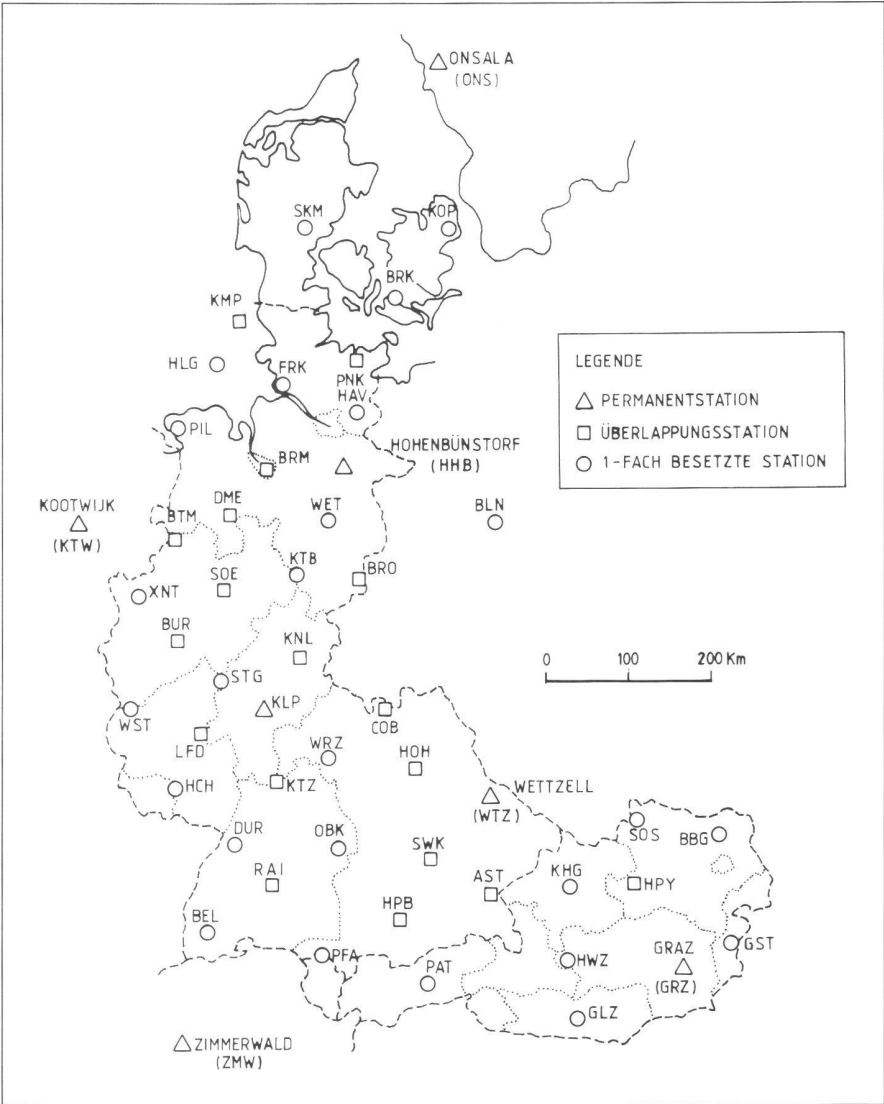 ONSALA
(ONS)
SKM
KOP
BRK
KMP
HLG
FRK
PNK
HAV
PIL
BRM
HOHENBÜNSTORF
(HHB)
LEGENDE
PERMANENTSTATION
ÜBERLAPPUNGSSTATION
1-FACH BESETZTE STATION
KOOTWIJK
(KTW)
BTM
DME
WET
BLN
XNT
SOE
KTB
BRO
BUR
KNL
STG
KLP
0 100 200 Km
WST
LFD
COB
WRZ
HOH
HCH
KTZ
WETTZELL
(WTZ)
DUR
OBK
SWK
SOS
BBG
RAI
AST
KHG
HPY
BEL
HPB
PFA
PAT
HWZ
GRAZ
(GRZ)
GST
GLZ
ZIMMERWALD
(ZMW)